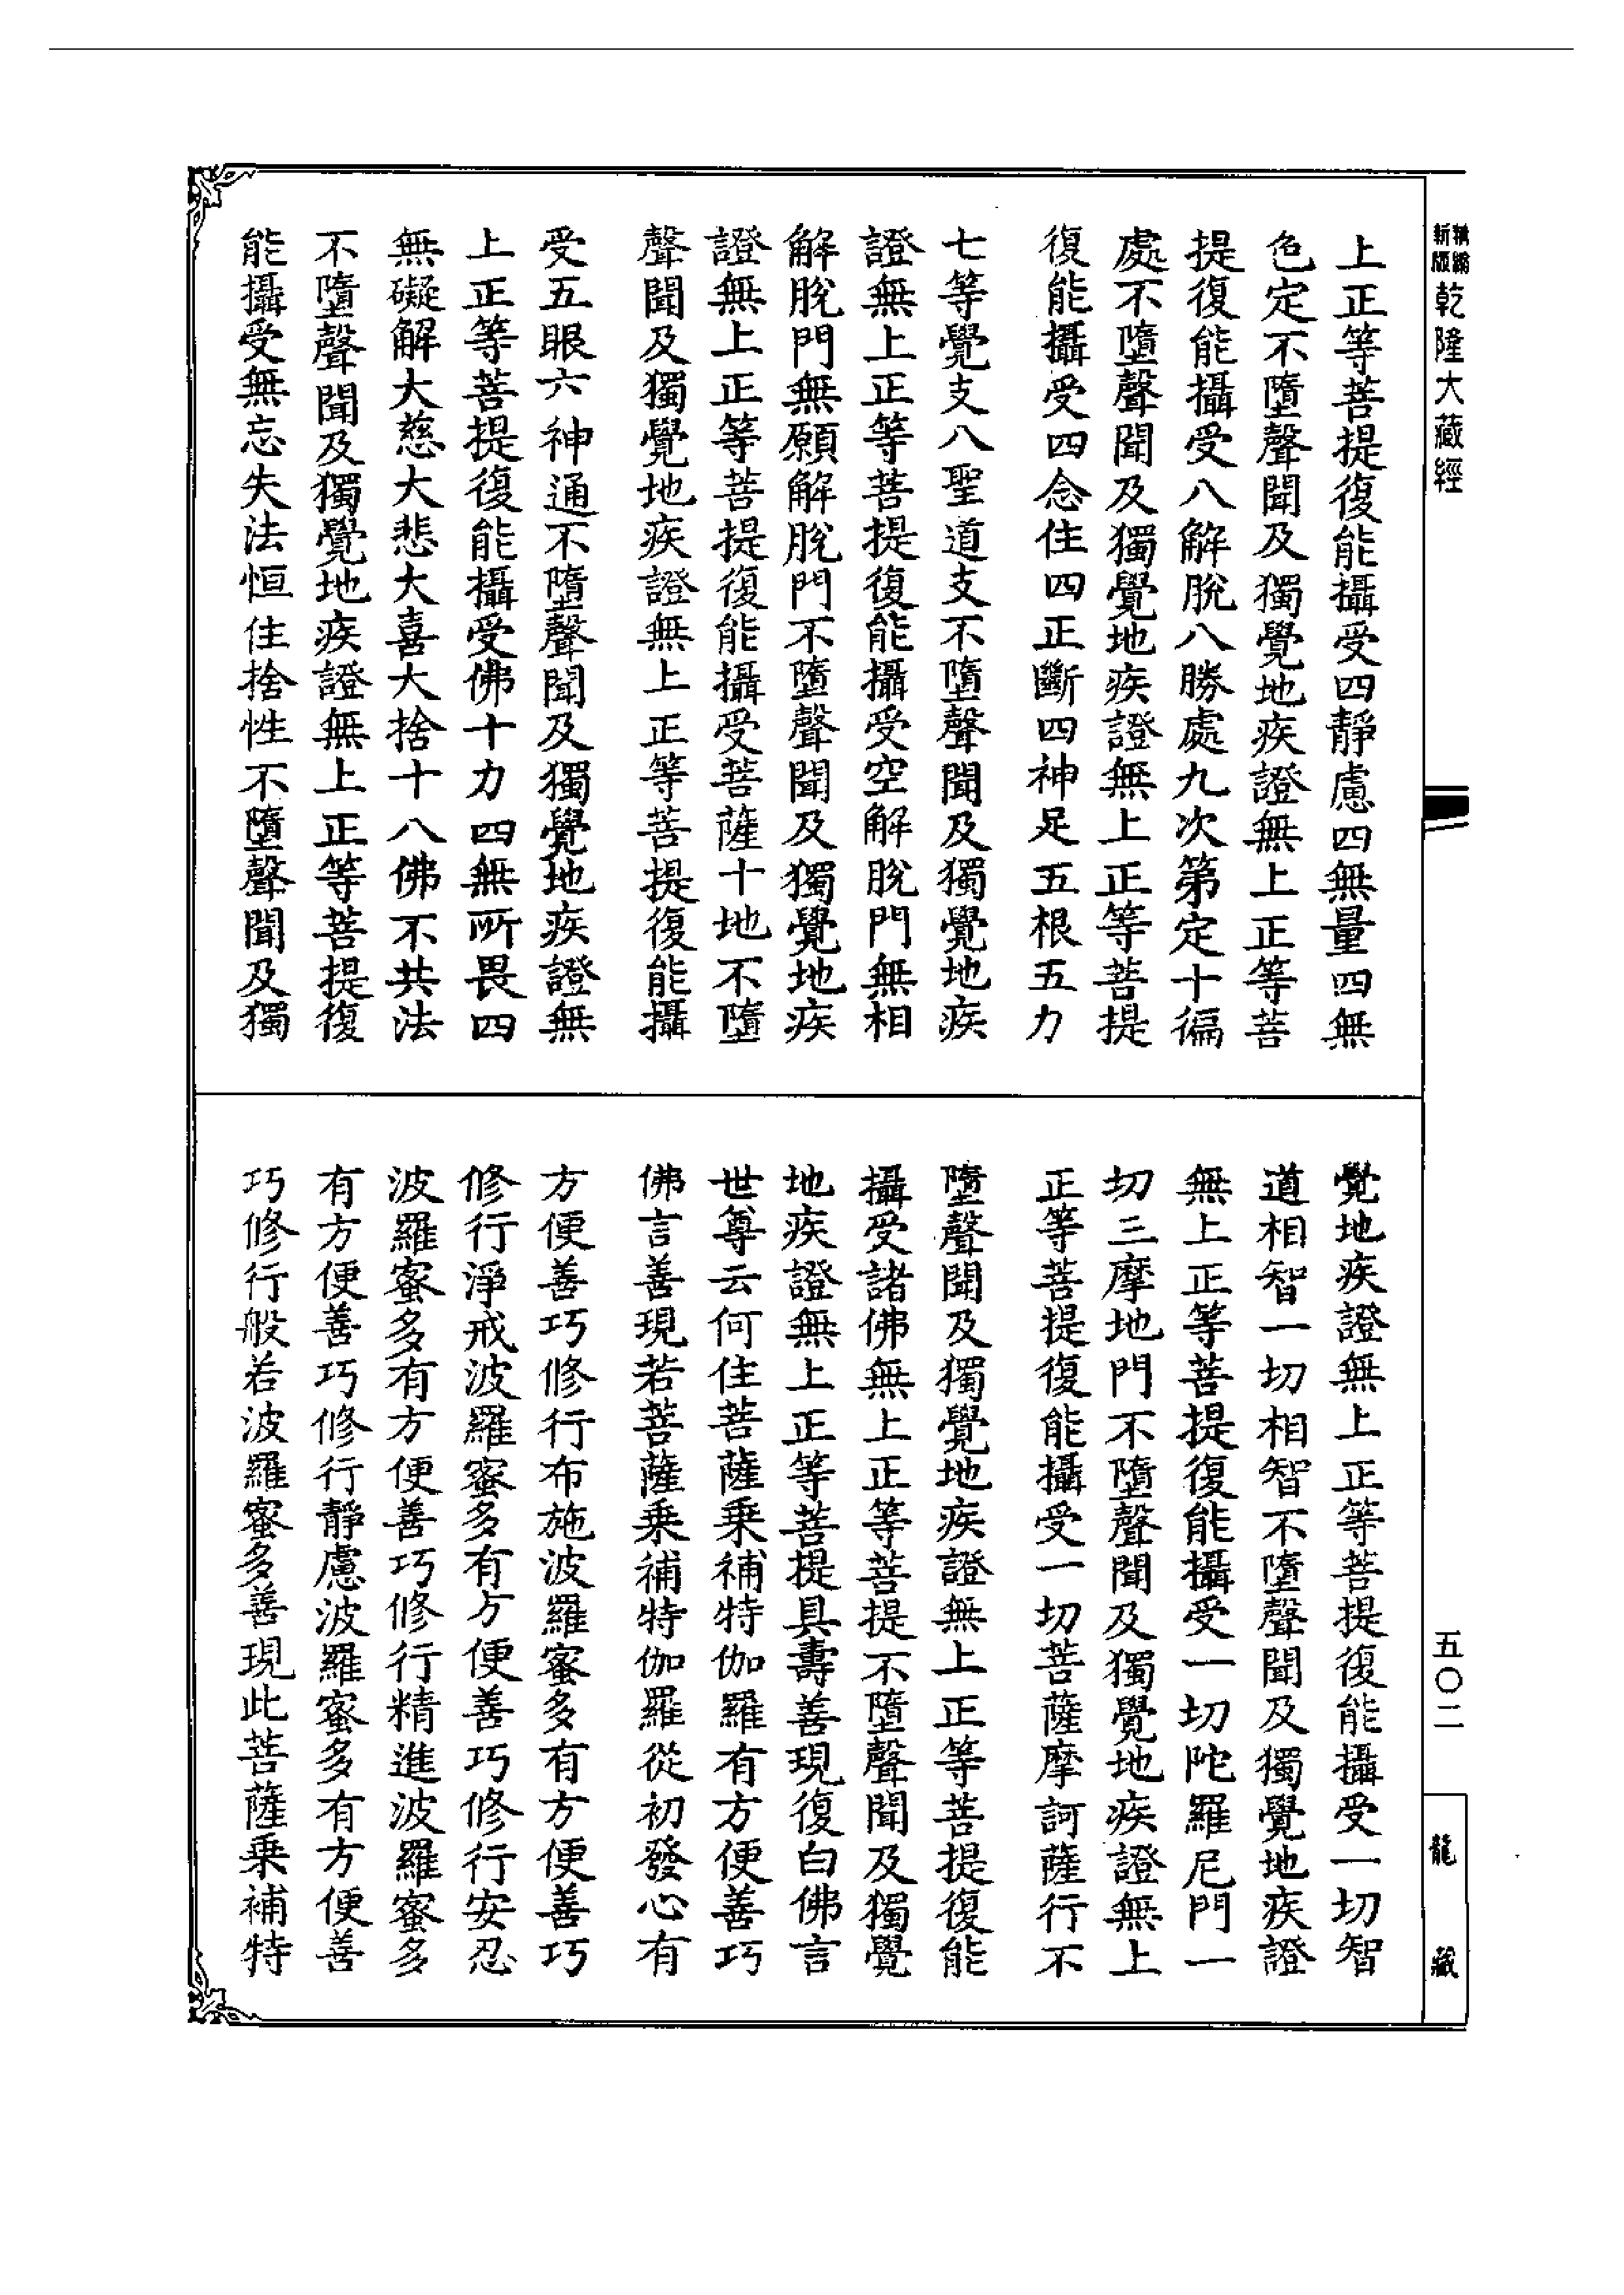 新編
縮版
乾隆大藏經
上正等菩提復能攝受四靜慮四無量四無
色定不墮聲聞及獨覺地疾證無上正等菩
提復能攝受八解脫八勝處九次第定十徧
處不墮聲聞及獨覺地疾證無上正等菩提
復能攝受四念住四正斷四神足五根五力
七等覺支八聖道支不墮聲聞及獨覺地疾
證無上正等菩提復能攝受空解脫門無相
解脫門無願解脫門不墮聲聞及獨覺地疾
證無上正等菩提復能攝受菩薩十地不墮
聲聞及獨覺地疾證無上正等菩提復能攝
受五眼六神通不墮聲聞及獨覺地疾證無
上正等菩提復能攝受佛十力四無所畏四
無礙解大慈大悲大喜大捨十八佛不共法
不墮聲聞及獨覺地疾證無上正等菩提復
能攝受無忘失法恒住捨性不墮聲聞及獨
覺地疾證無上正等菩提復能攝受一切智
道相智一切相智不墮聲聞及獨覺地疾證
無上正等菩提復能攝受一切陀羅尼門一
切三摩地門不墮聲聞及獨覺地疾證無上
正等菩提復能攝受一切菩薩摩訶薩行不
墮聲聞及獨覺地疾證無上正等菩提復能
攝受諸佛無上正等菩提不墮聲聞及獨覺
地疾證無上正等菩提具壽善現復白佛言
世尊云何住菩薩乗補特伽羅有方便善巧
佛言善現若菩薩乗補特伽羅從初發心有
方便善巧修行布施波羅蜜多有方便善巧
修行淨戒波羅蜜多有方便善巧修行安忍
波羅蜜多有方便善巧修行精進波羅蜜多
有方便善巧修行靜慮波羅蜜多有方便善
巧修行般若波羅蜜多善現此菩薩乗補特
五〇二
龍藏